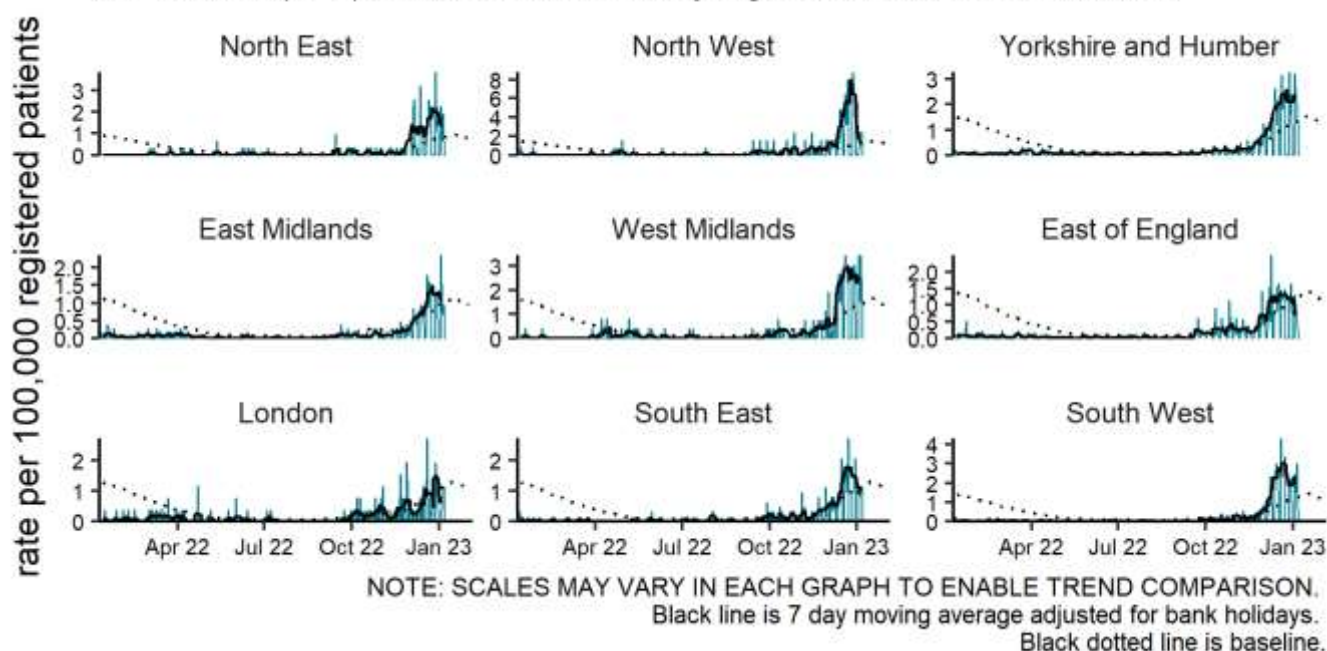 rate per 100,000 registered patients
North East
North West
Yorkshire and Humber
3
2
1
0
8
6
4
2
0
3
2
1
0
East Midlands
West Midlands
East of England
2.0
1.5
1.0
0.5
0.0
3
2
1
0
2.0
1.5
1.0
0.5
0.0
London
South East
South West
2
1
0
2
1
0
4
3
2
1
0
Apr 22 Jul 22 Oct 22 Jan 23
Apr 22 Jul 22 Oct 22 Jan 23
Apr 22 Jul 22 Oct 22 Jan 23
NOTE: SCALES MAY VARY IN EACH GRAPH TO ENABLE TREND COMPARISON.
Black line is 7 day moving average adjusted for bank holidays.
Black dotted line is baseline.